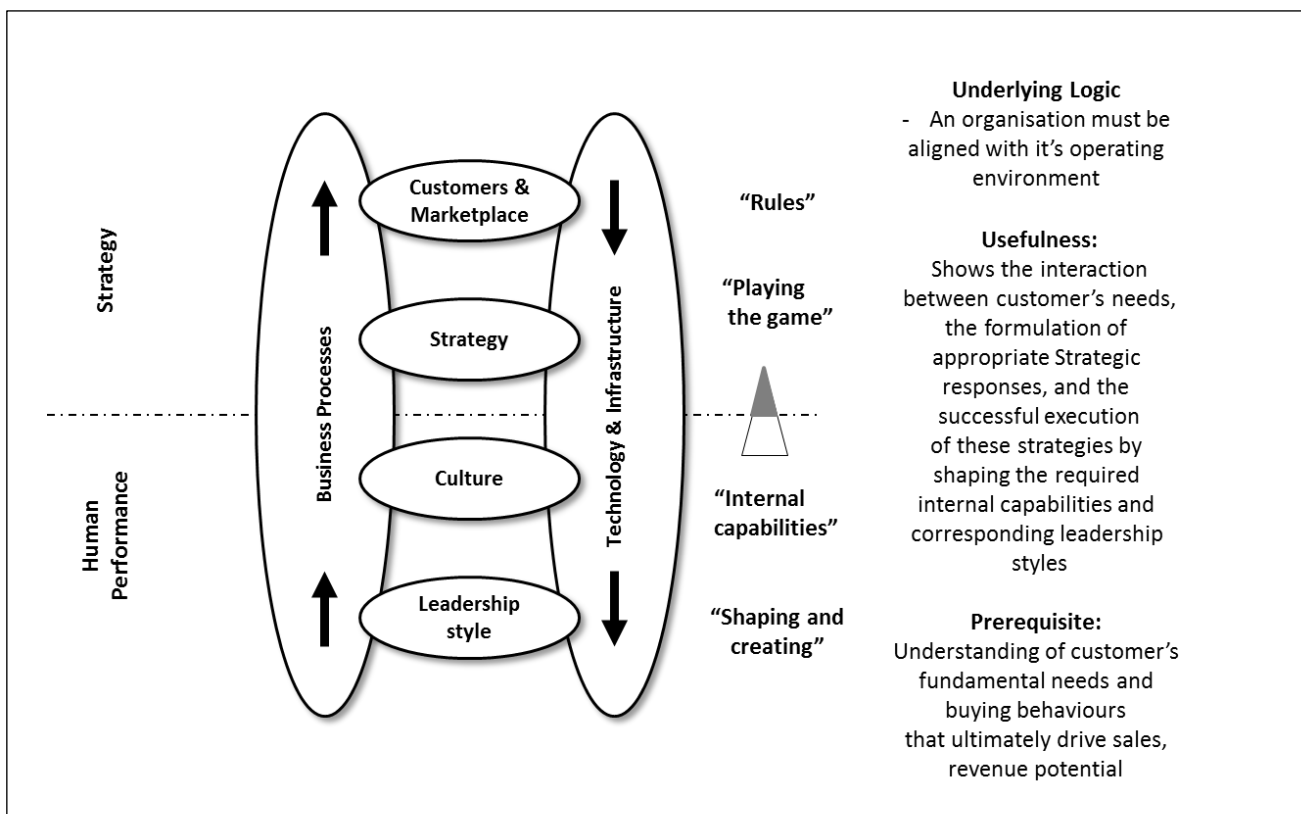 Strategy
Human
Performance
Business Processes
Customers &
Marketplace
Strategy
Culture
Leadership
style
Technology & Infrastructure
“Rules”
“Playing
the game”
“Internal
capabilities”
“Shaping and
creating”
Underlying Logic
- An organisation must be
aligned with it’s operating
environment
Usefulness:
Shows the interaction
between customer’s needs,
the formulation of
appropriate Strategic
responses, and the
successful execution
of these strategies by
shaping the required
internal capabilities and
corresponding leadership
styles
Prerequisite:
Understanding of customer’s
fundamental needs and
buying behaviours
that ultimately drive sales,
revenue potential